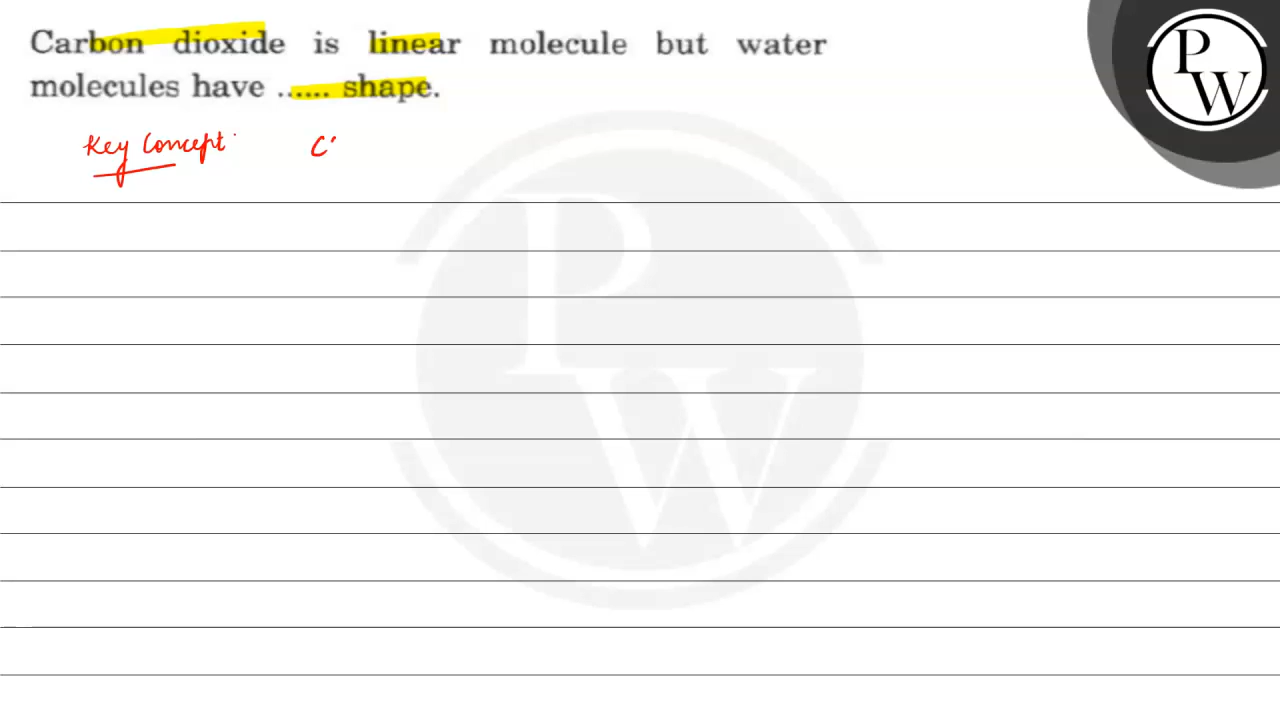 Carbon dioxide is linear molecule but water
molecules have ...... shape.
Key Concept C
P
W
P
W